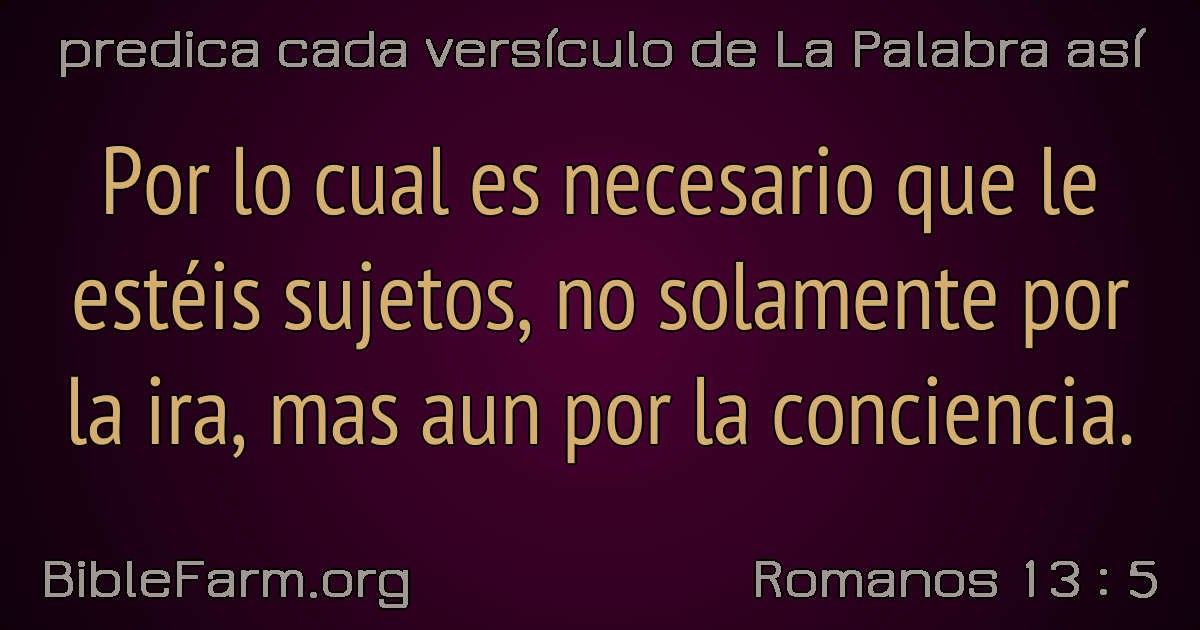 predica cada versículo de La Palabra así
Por lo cual es necesario que le
estéis sujetos, no solamente por
la ira, mas aun por la conciencia.
BibleFarm.org
Romanos 13 : 5